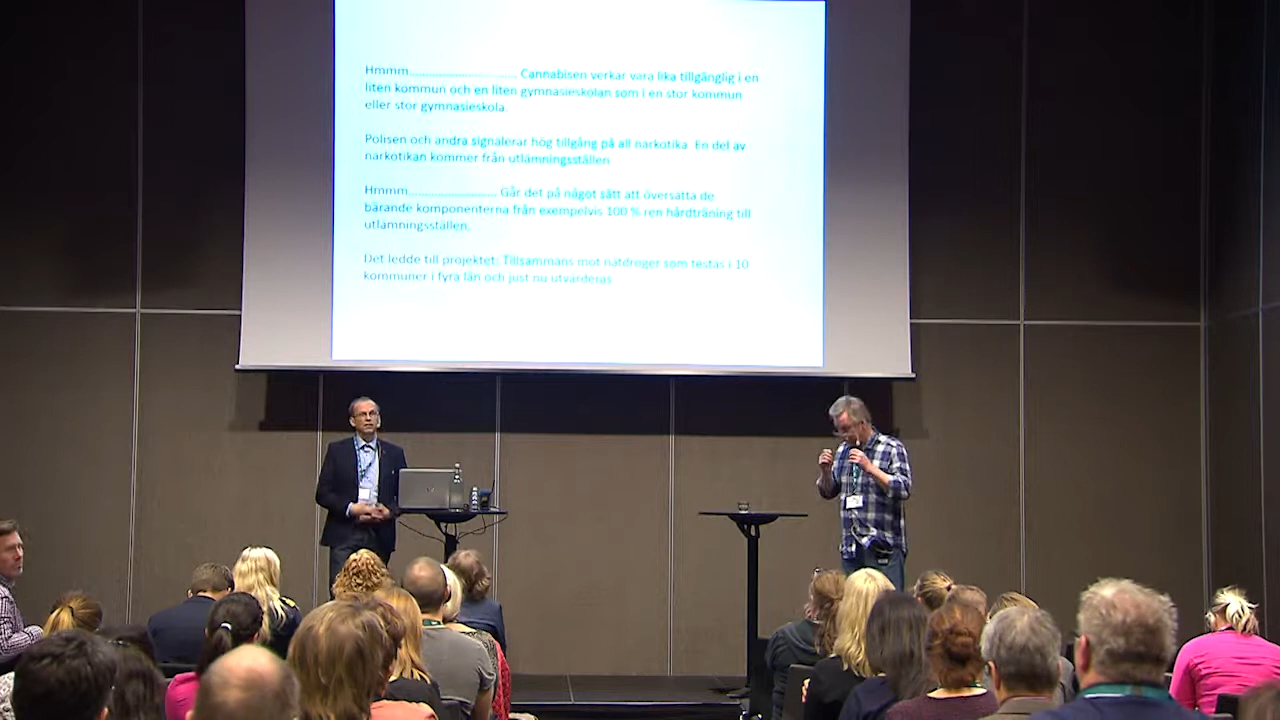 Hmmm................................ Cannabisen verkar vara lika tillgänglig i en
liten kommun och en liten gymnasieskolan som i en stor kommun
eller stor gymnasieskola.
Polisen och andra signalerar hög tillgång på all narkotika. En del av
narkotikan kommer från utlämningsställen
Hmmm.......................... Går det på något sätt att översätta de
bärande komponenterna från exempelvis 100 % ren hårdträning till
utlämningsställen.
Det ledde till projektet: Tillsammans mot nätdroger som testas i 10
kommuner i fyra län och just nu utvärderas